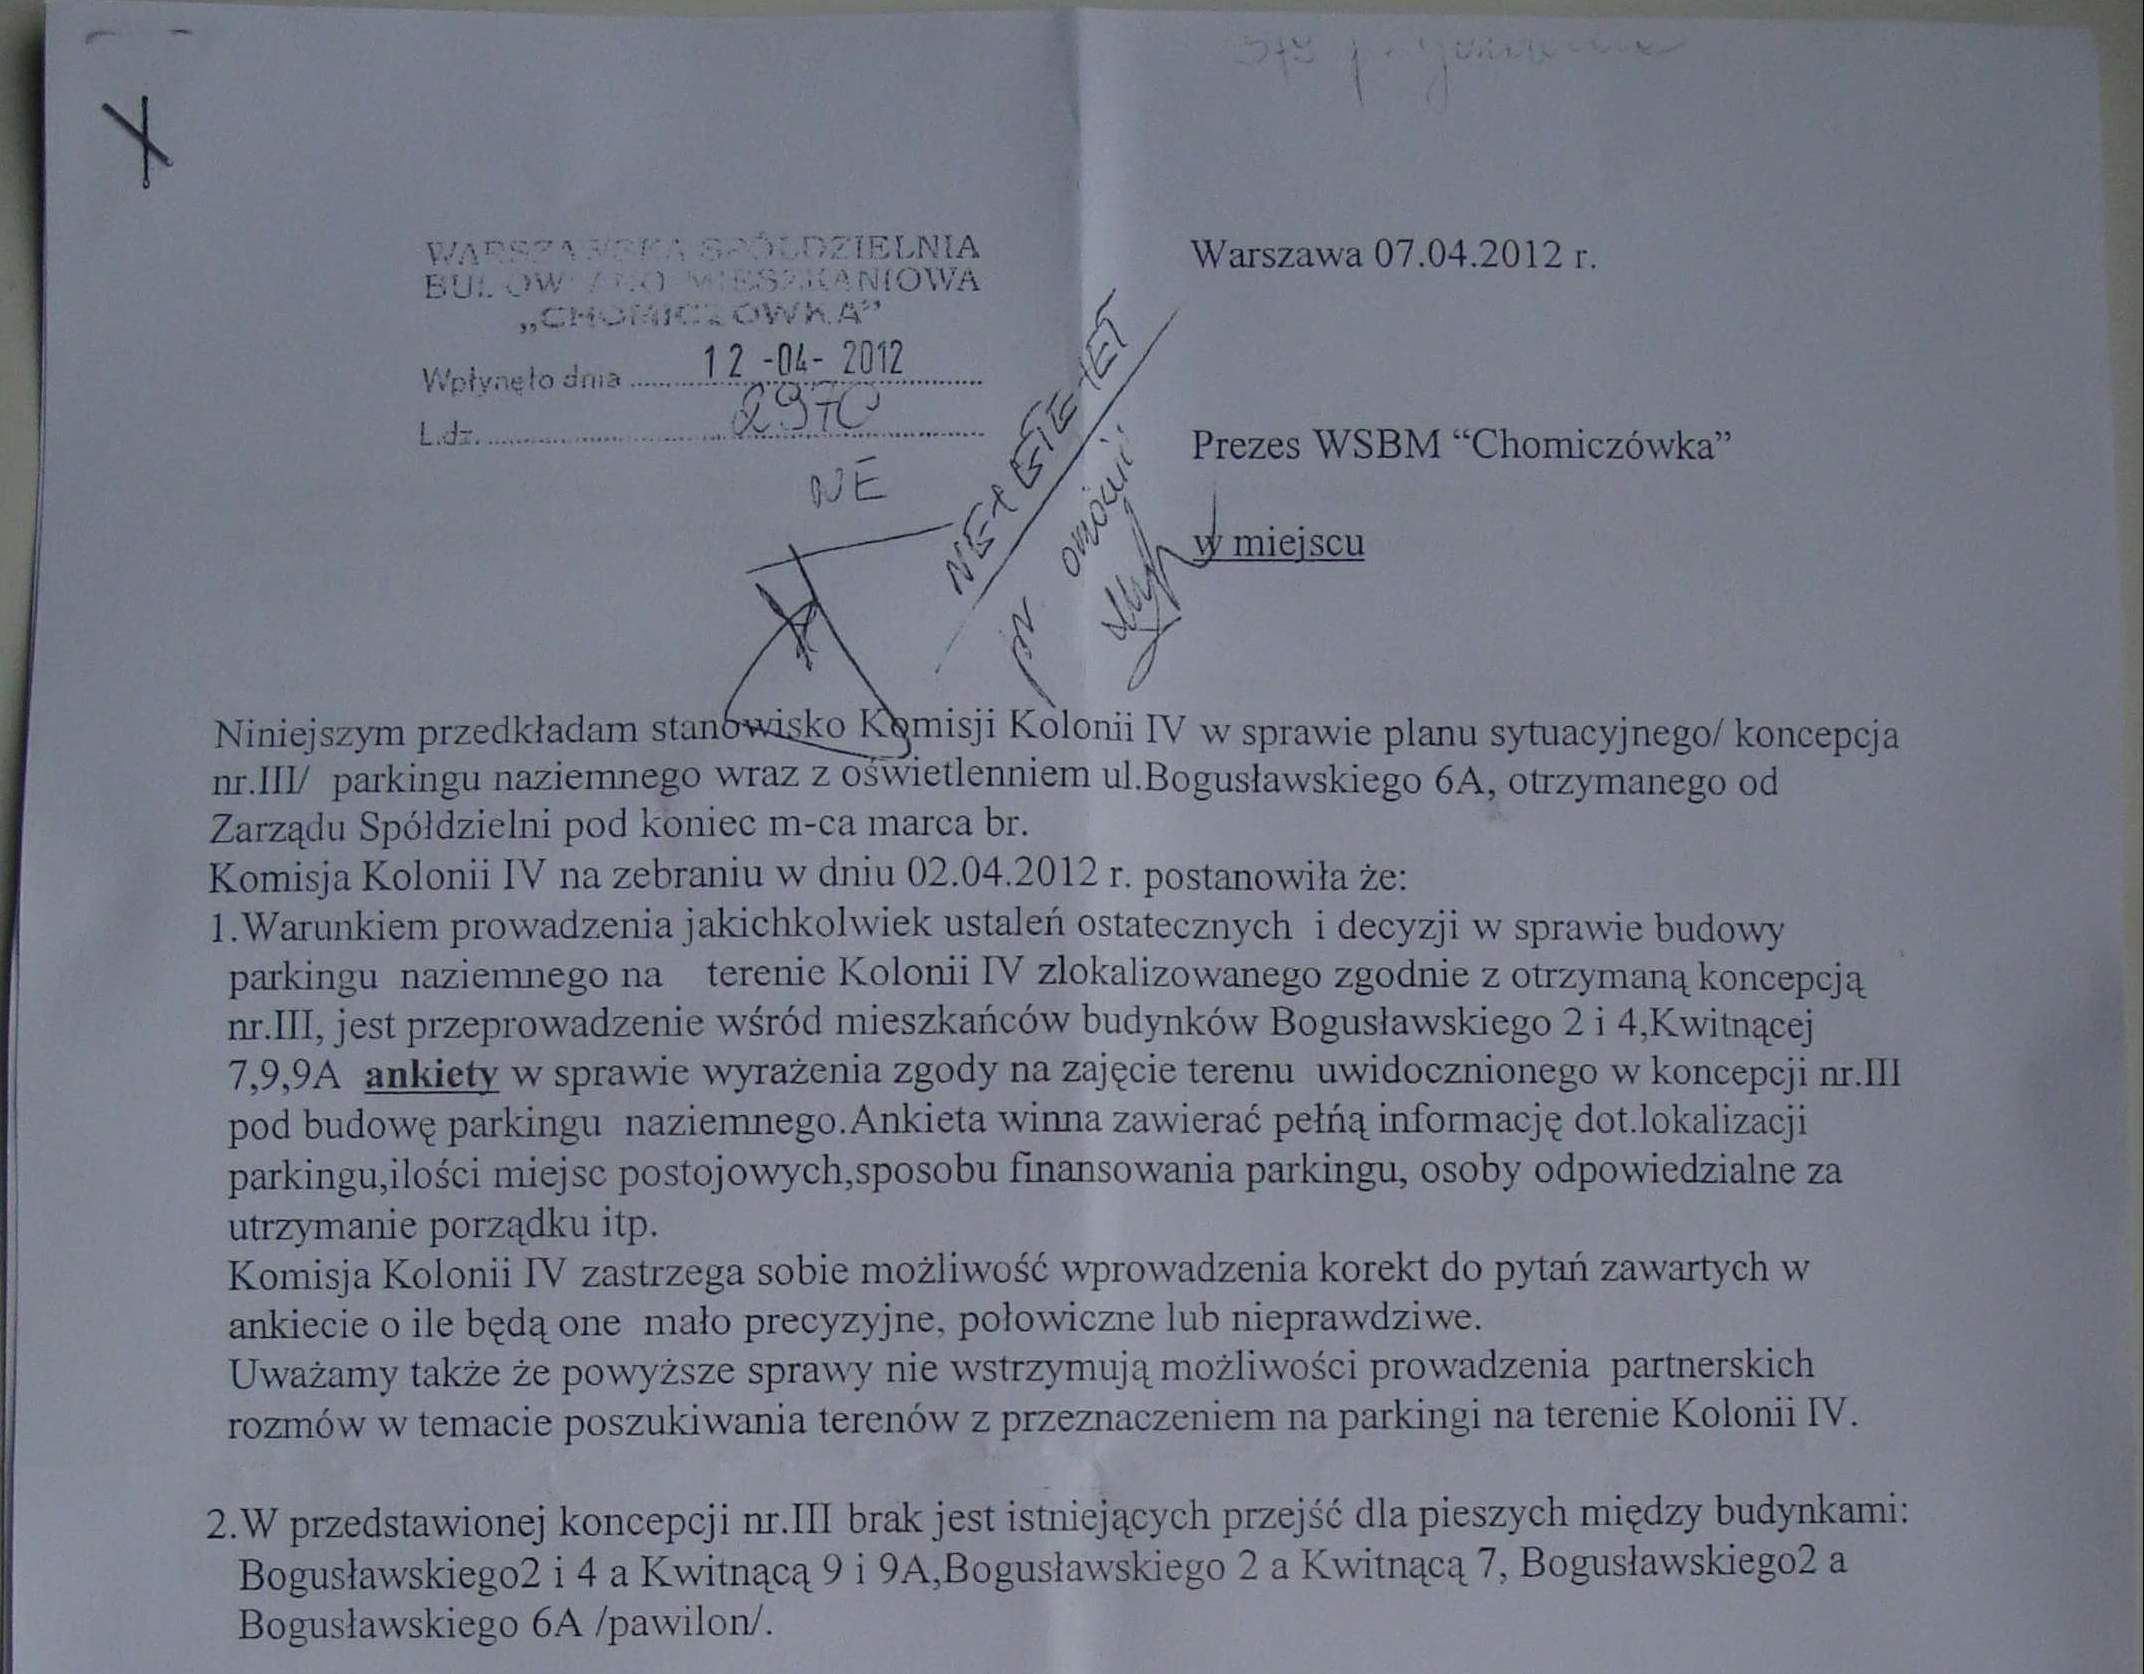 WARSZAWSKA SPÓŁDZIELNIA
BUDOWLANO MIESZKANIOWA
„CHOMICZÓWKA”
Wpłynęło dnia 12 -04- 2012
L.dz. 2970
NE
Warszawa 07.04.2012 r.
Prezes WSBM “Chomiczówka”
w miejscu
omówić
Niniejszym przedkładam stanowisko Komisji Kolonii IV w sprawie planu sytuacyjnego/ koncepcja
nr.III/ parkingu naziemnego wraz z oświetlenniem ul.Bogusławskiego 6A, otrzymanego od
Zarządu Spółdzielni pod koniec m-ca marca br.
Komisja Kolonii IV na zebraniu w dniu 02.04.2012 r. postanowiła że:
1.Warunkiem prowadzenia jakichkolwiek ustaleń ostatecznych i decyzji w sprawie budowy
parkingu naziemnego na terenie Kolonii IV zlokalizowanego zgodnie z otrzymaną koncepcją
nr.III, jest przeprowadzenie wśród mieszkańców budynków Bogusławskiego 2 i 4,Kwitnącej
7,9,9A ankiety w sprawie wyrażenia zgody na zajęcie terenu uwidocznionego w koncepcji nr.III
pod budowę parkingu naziemnego.Ankieta winna zawierać pełńą informację dot.lokalizacji
parkingu,ilości miejsc postojowych,sposobu finansowania parkingu, osoby odpowiedzialne za
utrzymanie porządku itp.
Komisja Kolonii IV zastrzega sobie możliwość wprowadzenia korekt do pytań zawartych w
ankiecie o ile będą one mało precyzyjne, połowiczne lub nieprawdziwe.
Uważamy także że powyższe sprawy nie wstrzymują możliwości prowadzenia partnerskich
rozmów w temacie poszukiwania terenów z przeznaczeniem na parkingi na terenie Kolonii IV.
2.W przedstawionej koncepcji nr.III brak jest istniejących przejść dla pieszych między budynkami:
Bogusławskiego2 i 4 a Kwitnącą 9 i 9A,Bogusławskiego 2 a Kwitnącą 7, Bogusławskiego2 a
Bogusławskiego 6A /pawilon/.